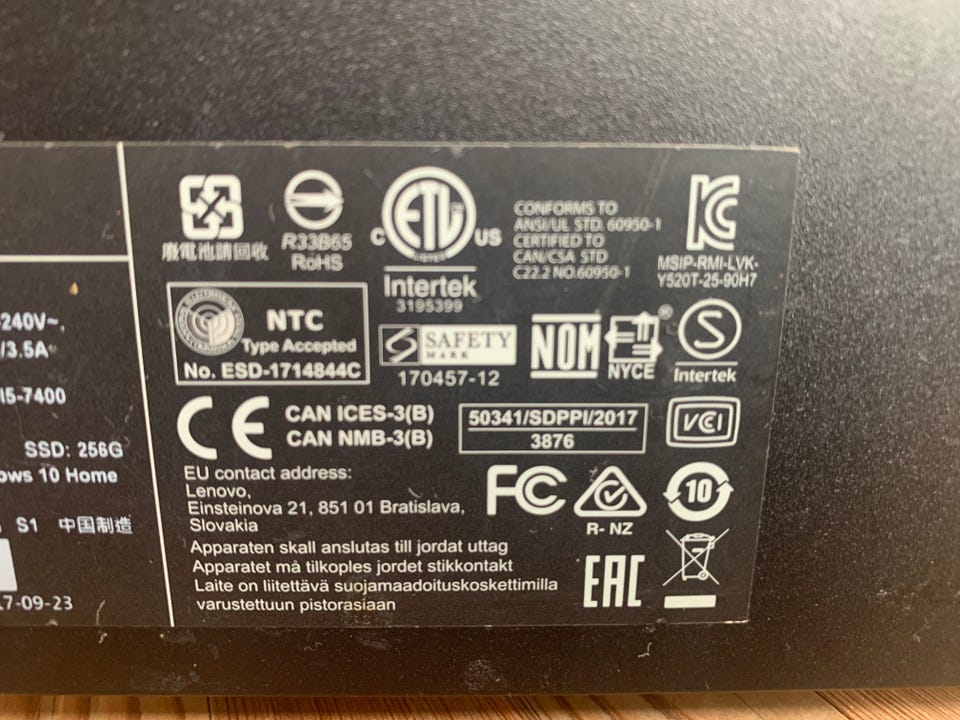 -240V~,
/3.5A
I5-7400
SSD: 256G
ows 10 Home
S1 中国制造
7-09-23
廢電池請回收
R33B65
RoHS
ETL
C US
LISTED
Intertek
3195399
CONFORMS TO
ANSI/UL STD. 60950-1
CERTIFIED TO
CAN/CSA STD
C22.2 NO.60950-1
MSIP-RMI-LVK-
Y520T-25-90H7
NTC
Type Accepted
No. ESD-1714844C
SAFETY
MARK
170457-12
NOM
NYCE
®
S
Intertek
CE
CAN ICES-3(B)
CAN NMB-3(B)
50341/SDPPI/2017
3876
VCI
EU contact address:
Lenovo,
Einsteinova 21, 851 01 Bratislava,
Slovakia
FC
R- NZ
10
Apparaten skall anslutas till jordat uttag
Apparatet må tilkoples jordet stikkontakt
Laite on liitettävä suojamaadoituskoskettimilla
varustettuun pistorasiaan
EAC